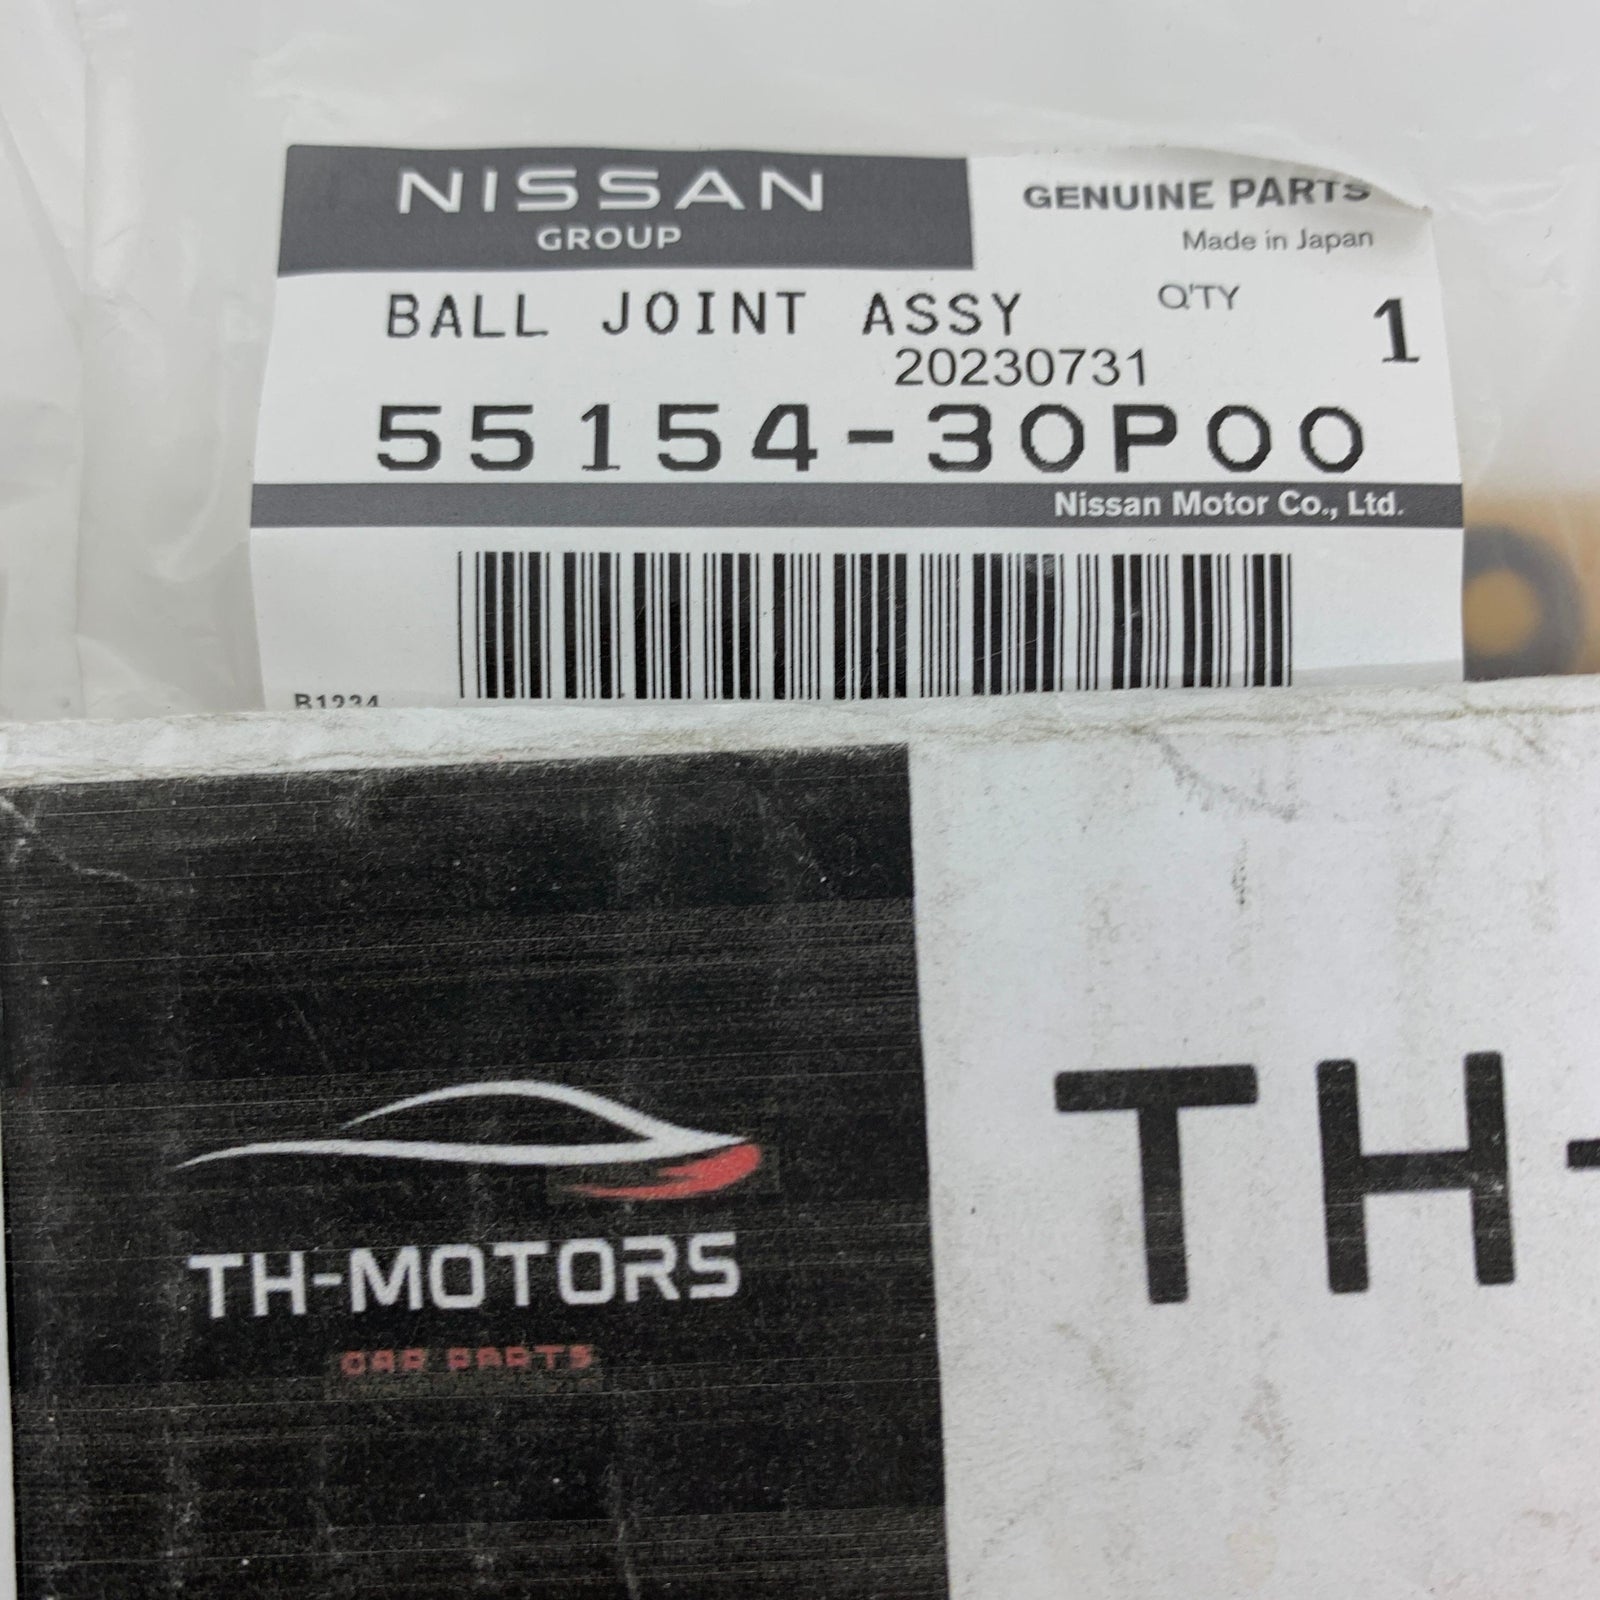 NISSAN
GROUP
GENUINE PARTS
Made in Japan
BALL JOINT ASSY
Q'TY
1
20230731
55154-30P00
Nissan Motor Co., Ltd.
B1234
TH-MOTORS
CAR PARTS
TH-